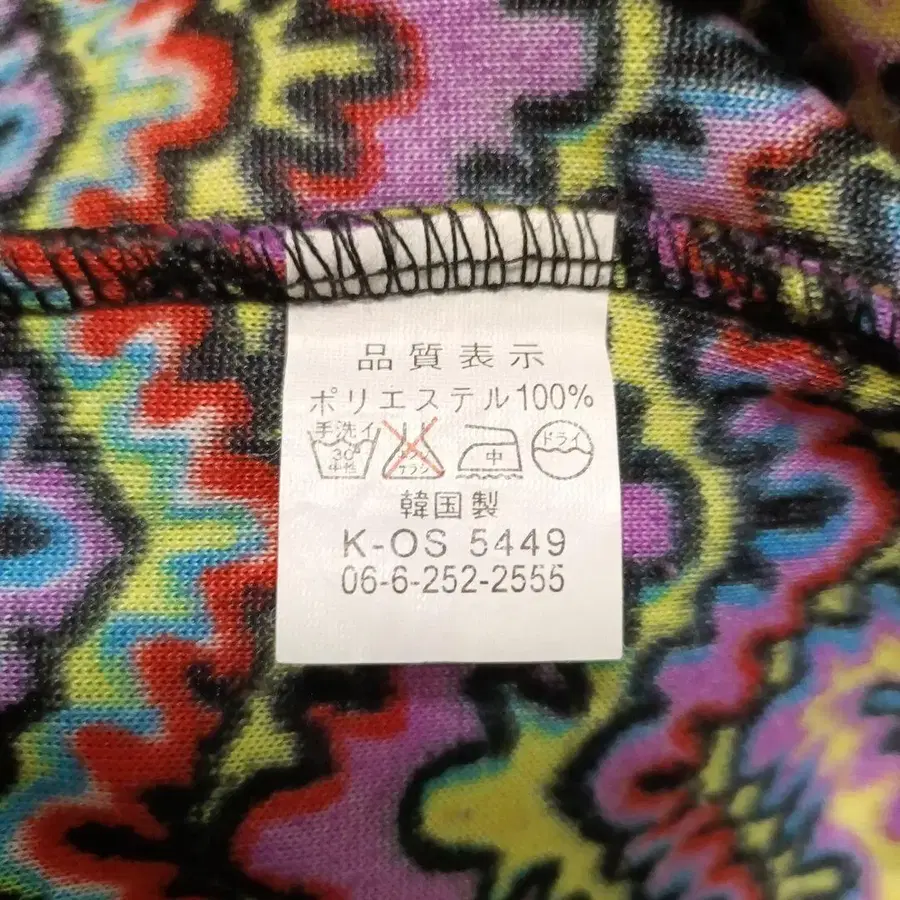 品質表示
ポリエステル100%
手洗イ 30° 中性 エンソサラシ 中 ドライ
韓国製
K-OS 5449
06-6-252-2555